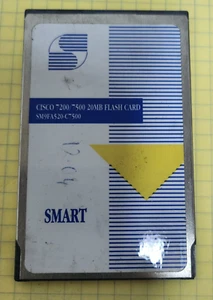 CISCO 7200/7500 20MB FLASH CARD
SM9FA520-C7500
SMART